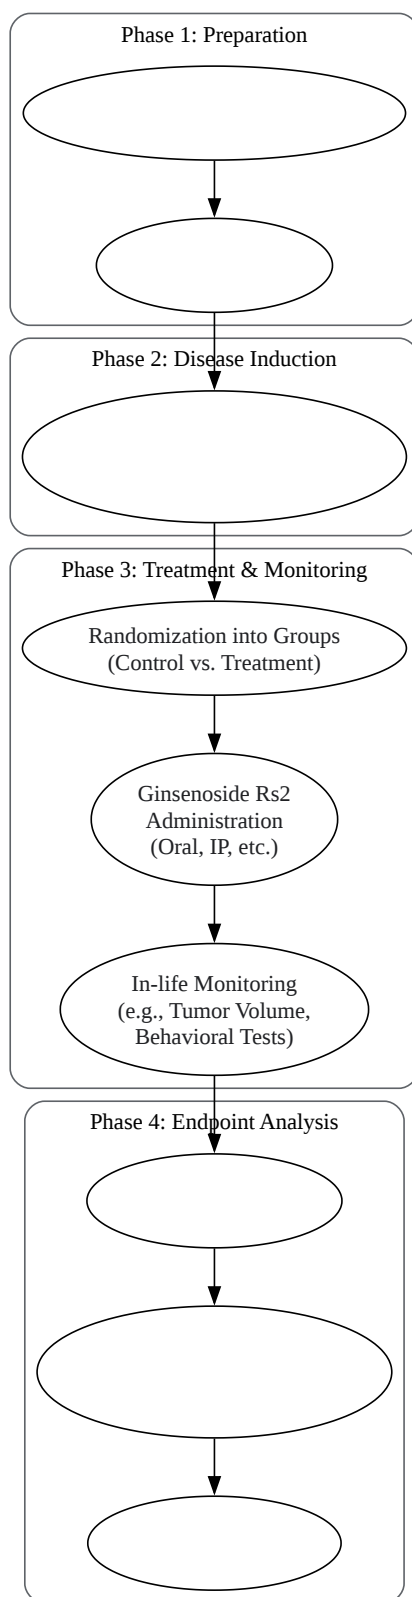 Phase 1: Preparation
Phase 2: Disease Induction
Phase 3: Treatment & Monitoring
Randomization into Groups
(Control vs. Treatment)
Ginsenoside Rs2
Administration
(Oral, IP, etc.)
In-life Monitoring
(e.g., Tumor Volume,
Behavioral Tests)
Phase 4: Endpoint Analysis